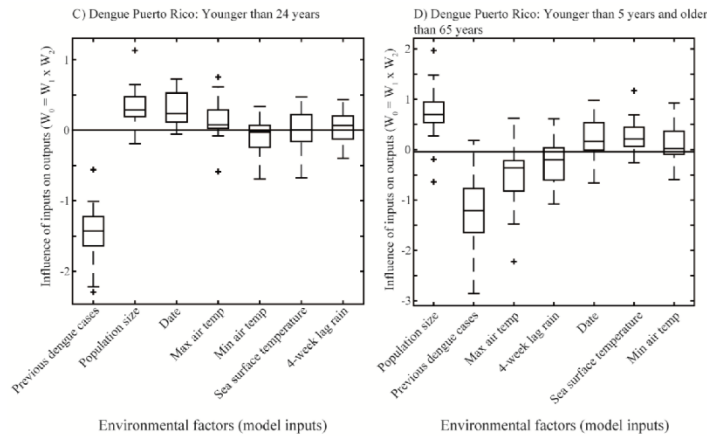 C) Dengue Puerto Rico: Younger than 24 years
Influence of inputs on outputs (W0 = W1 x W2)
1
0
-1
-2
Previous dengue cases
Population size
Date
Max air temp
Min air temp
Sea surface temperature
4-week lag rain
Environmental factors (model inputs)
D) Dengue Puerto Rico: Younger than 5 years and older
than 65 years
Influence of inputs on outputs (W0 = W1 x W2)
2
1
0
-1
-2
-3
Population size
Previous dengue cases
Max air temp
4-week lag rain
Date
Sea surface temperature
Min air temp
Environmental factors (model inputs)